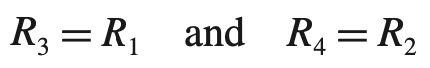 R₃ = R₁ and R₄ = R₂